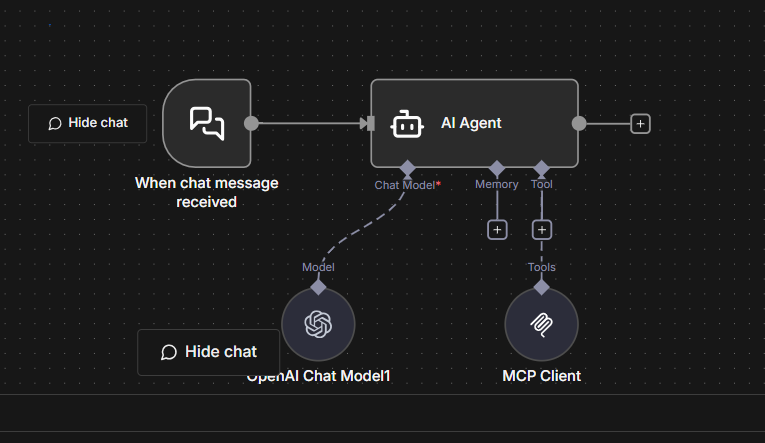 Hide chat
AI Agent
When chat message
received
Chat Model*
Memory
Tool
Model
Tools
Hide chat
OpenAI Chat Model1
MCP Client